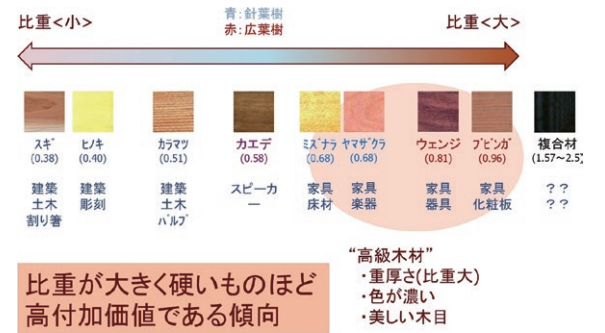 比重<小>
青:針葉樹
赤:広葉樹
比重<大>
スギ
(0.38)
ヒノキ
(0.40)
カラマツ
(0.51)
カエデ
(0.58)
ミズナラ
(0.68)
ヤマザクラ
(0.68)
ウェンジ
(0.81)
ブビンガ
(0.96)
複合材
(1.57～2.5)
建築
土木
割り箸
建築
彫刻
建築
土木
パルプ
スピーカ
ー
家具
床材
家具
楽器
家具
器具
家具
化粧板
？？
？？
比重が大きく硬いものほど
高付加価値である傾向
“高級木材”
・重厚さ(比重大)
・色が濃い
・美しい木目